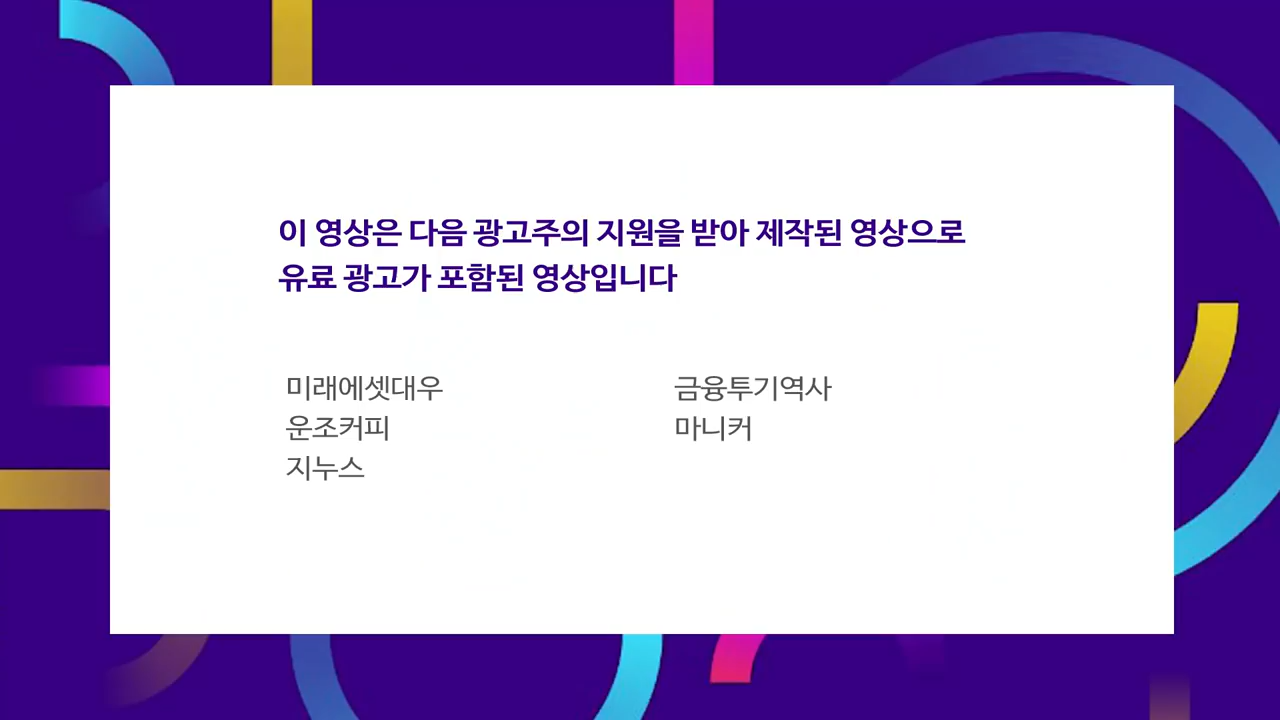 이 영상은 다음 광고주의 지원을 받아 제작된 영상으로
유료 광고가 포함된 영상입니다
미래에셋대우
운조커피
지누스
금융투기역사
마니커